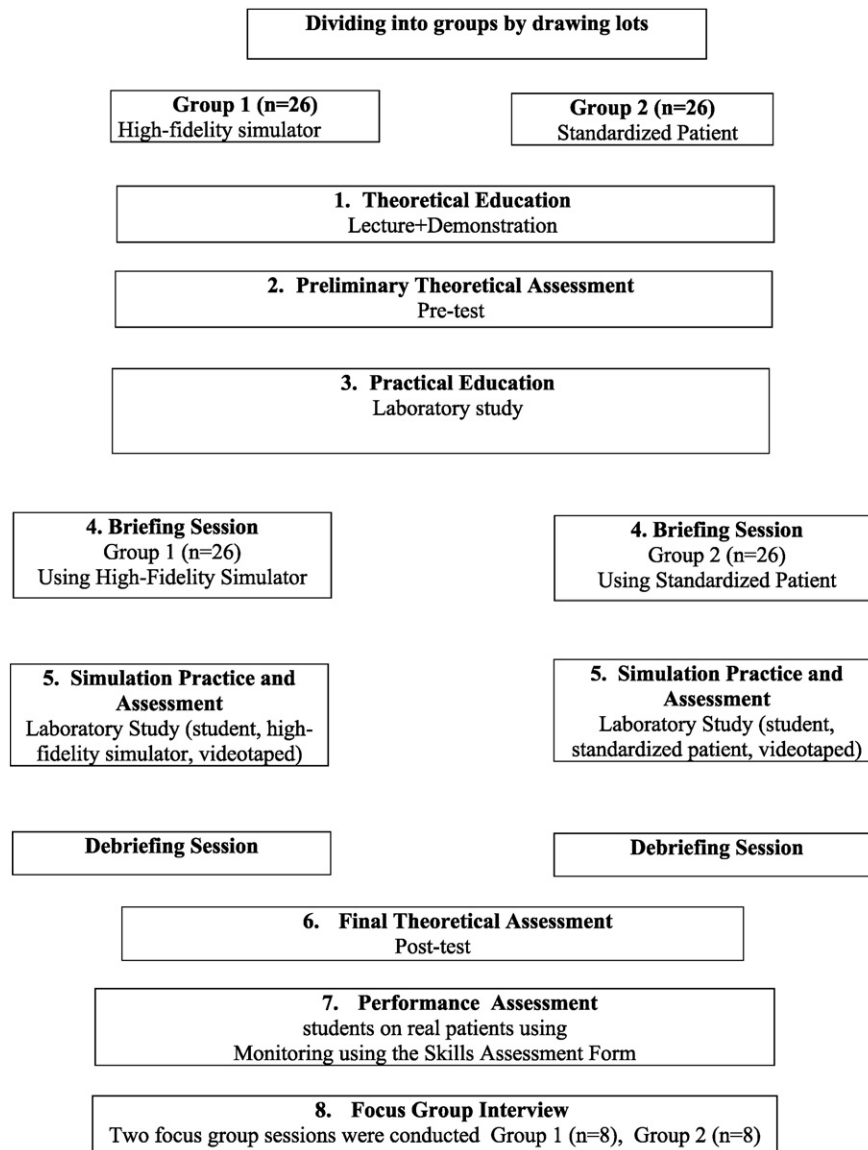 Dividing into groups by drawing lots
Group 1 (n=26)
High-fidelity simulator
Group 2 (n=26)
Standardized Patient
1. Theoretical Education
Lecture+Demonstration
2. Preliminary Theoretical Assessment
Pre-test
3. Practical Education
Laboratory study
4. Briefing Session
Group 1 (n=26)
Using High-Fidelity Simulator
4. Briefing Session
Group 2 (n=26)
Using Standardized Patient
5. Simulation Practice and
Assessment
Laboratory Study (student, high-
fidelity simulator, videotaped)
5. Simulation Practice and
Assessment
Laboratory Study (student,
standardized patient, videotaped)
Debriefing Session
Debriefing Session
6. Final Theoretical Assessment
Post-test
7. Performance Assessment
students on real patients using
Monitoring using the Skills Assessment Form
8. Focus Group Interview
Two focus group sessions were conducted Group 1 (n=8), Group 2 (n=8)